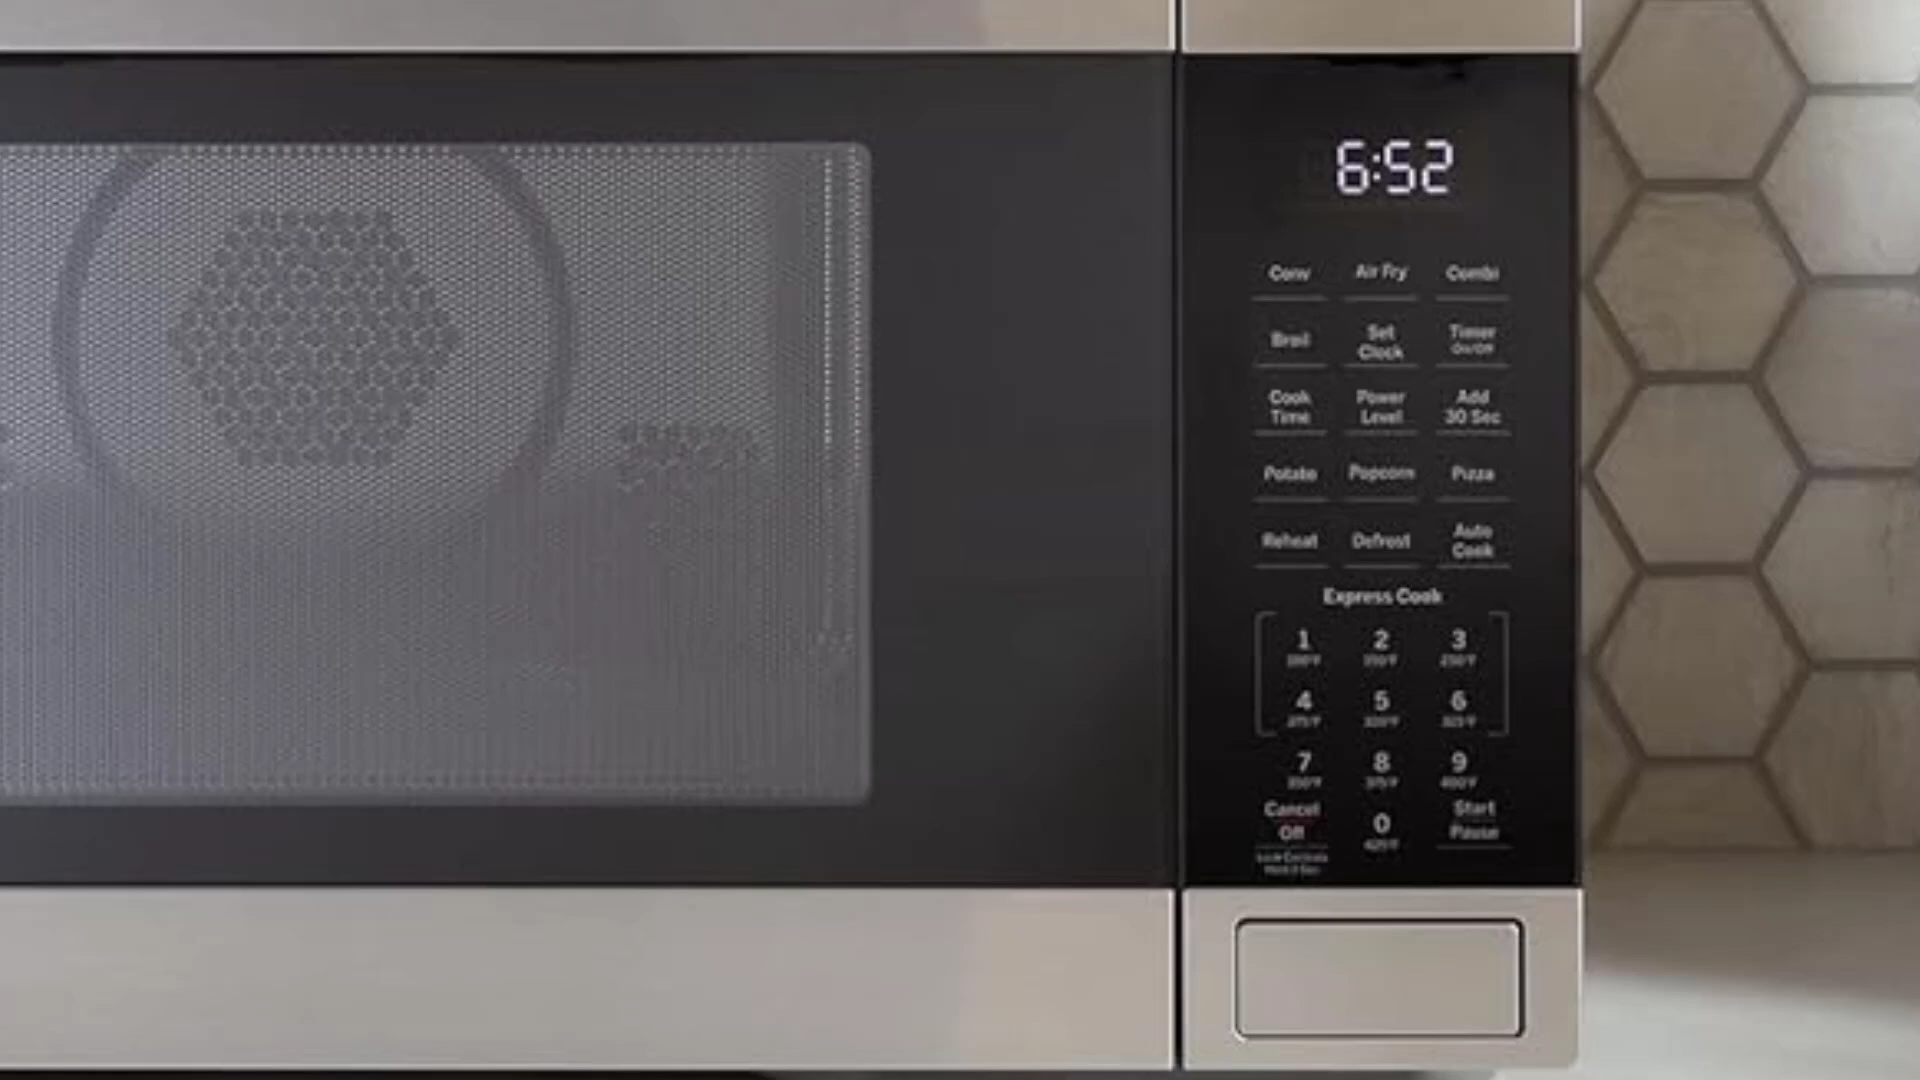 6:52
Conv Air Fry Combi
Broil Set Clock Timer On/Off
Cook Time Power Level Add 30 Sec
Potato Popcorn Pizza
Reheat Defrost Auto Cook
Express Cook
1 2 3
4 5 6
7 8 9
Cancel Off 0 Start Pause